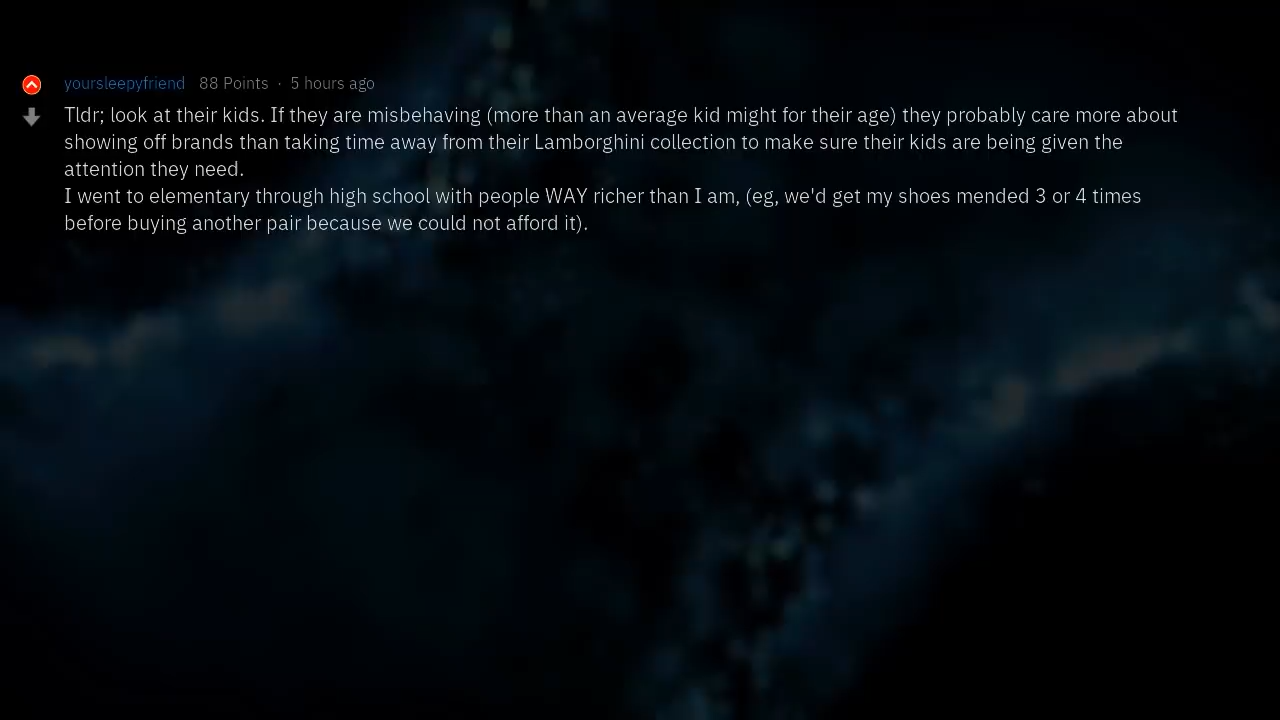 yoursleepyfriend 88 Points · 5 hours ago
Tldr; look at their kids. If they are misbehaving (more than an average kid might for their age) they probably care more about
showing off brands than taking time away from their Lamborghini collection to make sure their kids are being given the
attention they need.
I went to elementary through high school with people WAY richer than I am, (eg, we'd get my shoes mended 3 or 4 times
before buying another pair because we could not afford it).